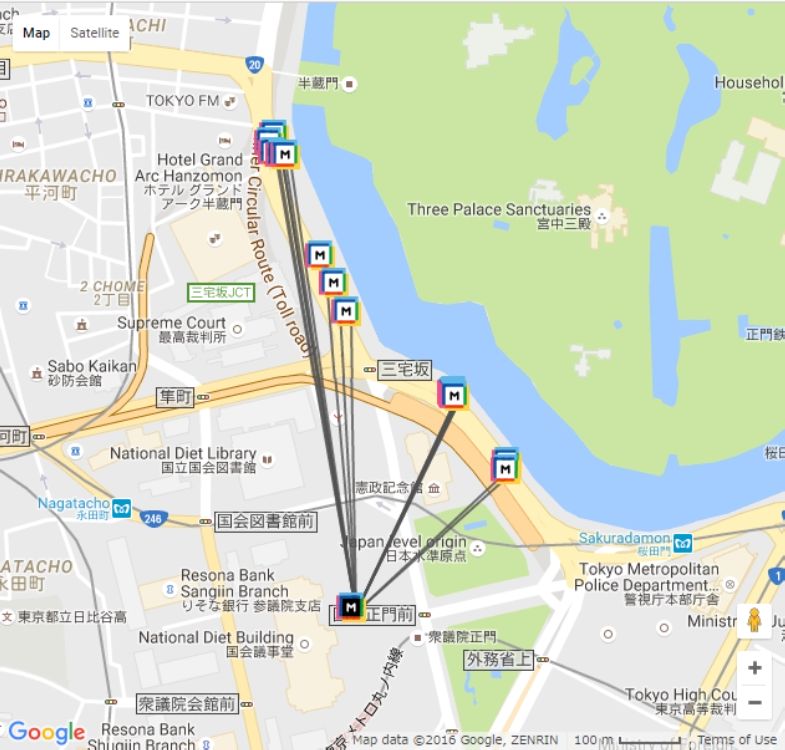 Map
Satellite
20
半蔵門
TOKYO FM
Househol
HIRAKAWACHO
平河町
Hotel Grand
Arc Hanzomon
ホテル グランド
アーク半蔵門
Circular Route (Toll road)
Three Palace Sanctuaries
宮中三殿
2 CHOME
2丁目
三宅坂JCT
Supreme Court
最高裁判所
正門鉄
Sabo Kaikan
砂防会館
三宅坂
隼町
河町
National Diet Library
国立国会図書館
桜田
憲政記念館
Nagatacho
永田町
246
国会図書館前
Japan level origin
日本水準原点
Sakuradamon
桜田門
NAGATACHO
永田町
Resona Bank
Sangiin Branch
りそな銀行 参議院支店
Tokyo Metropolitan
Police Department...
警視庁本部庁舎
1
東京都立日比谷高
正門前
National Diet Building
国会議事堂
衆議院正門
Minist
外務省上
東京メトロ丸ノ内線
衆議院会館前
Tokyo High Cou
東京高等裁判
Google
Resona Bank
Shugiin Branch
Map data ©2016 Google, ZENRIN
100 m
Terms of Use